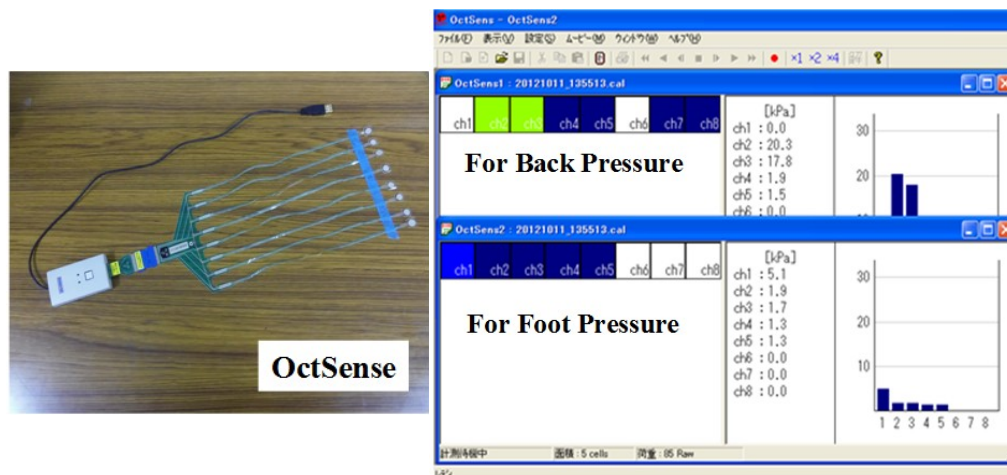 OctSense
OctSens - OctSens2
ファイル(F) 表示(V) 設定(S) ムービー(M) ウィンドウ(W) ヘルプ(H)
×1 ×2 ×4
OctSens1 : 20121011_135513.cal
ch1 ch2 ch3 ch4 ch5 ch6 ch7 ch8
For Back Pressure
[kPa]
ch1 : 0.0
ch2 : 20.3
ch3 : 17.8
ch4 : 1.9
ch5 : 1.5
ch6 : 0.0
30
20
OctSens2 : 20121011_135513.cal
ch1 ch2 ch3 ch4 ch5 ch6 ch7 ch8
For Foot Pressure
[kPa]
ch1 : 5.1
ch2 : 1.9
ch3 : 1.7
ch4 : 1.3
ch5 : 1.3
ch6 : 0.0
ch7 : 0.0
ch8 : 0.0
30
20
10
1 2 3 4 5 6 7 8
計測待機中 面積 : 5 cells 荷重 : 85 Raw